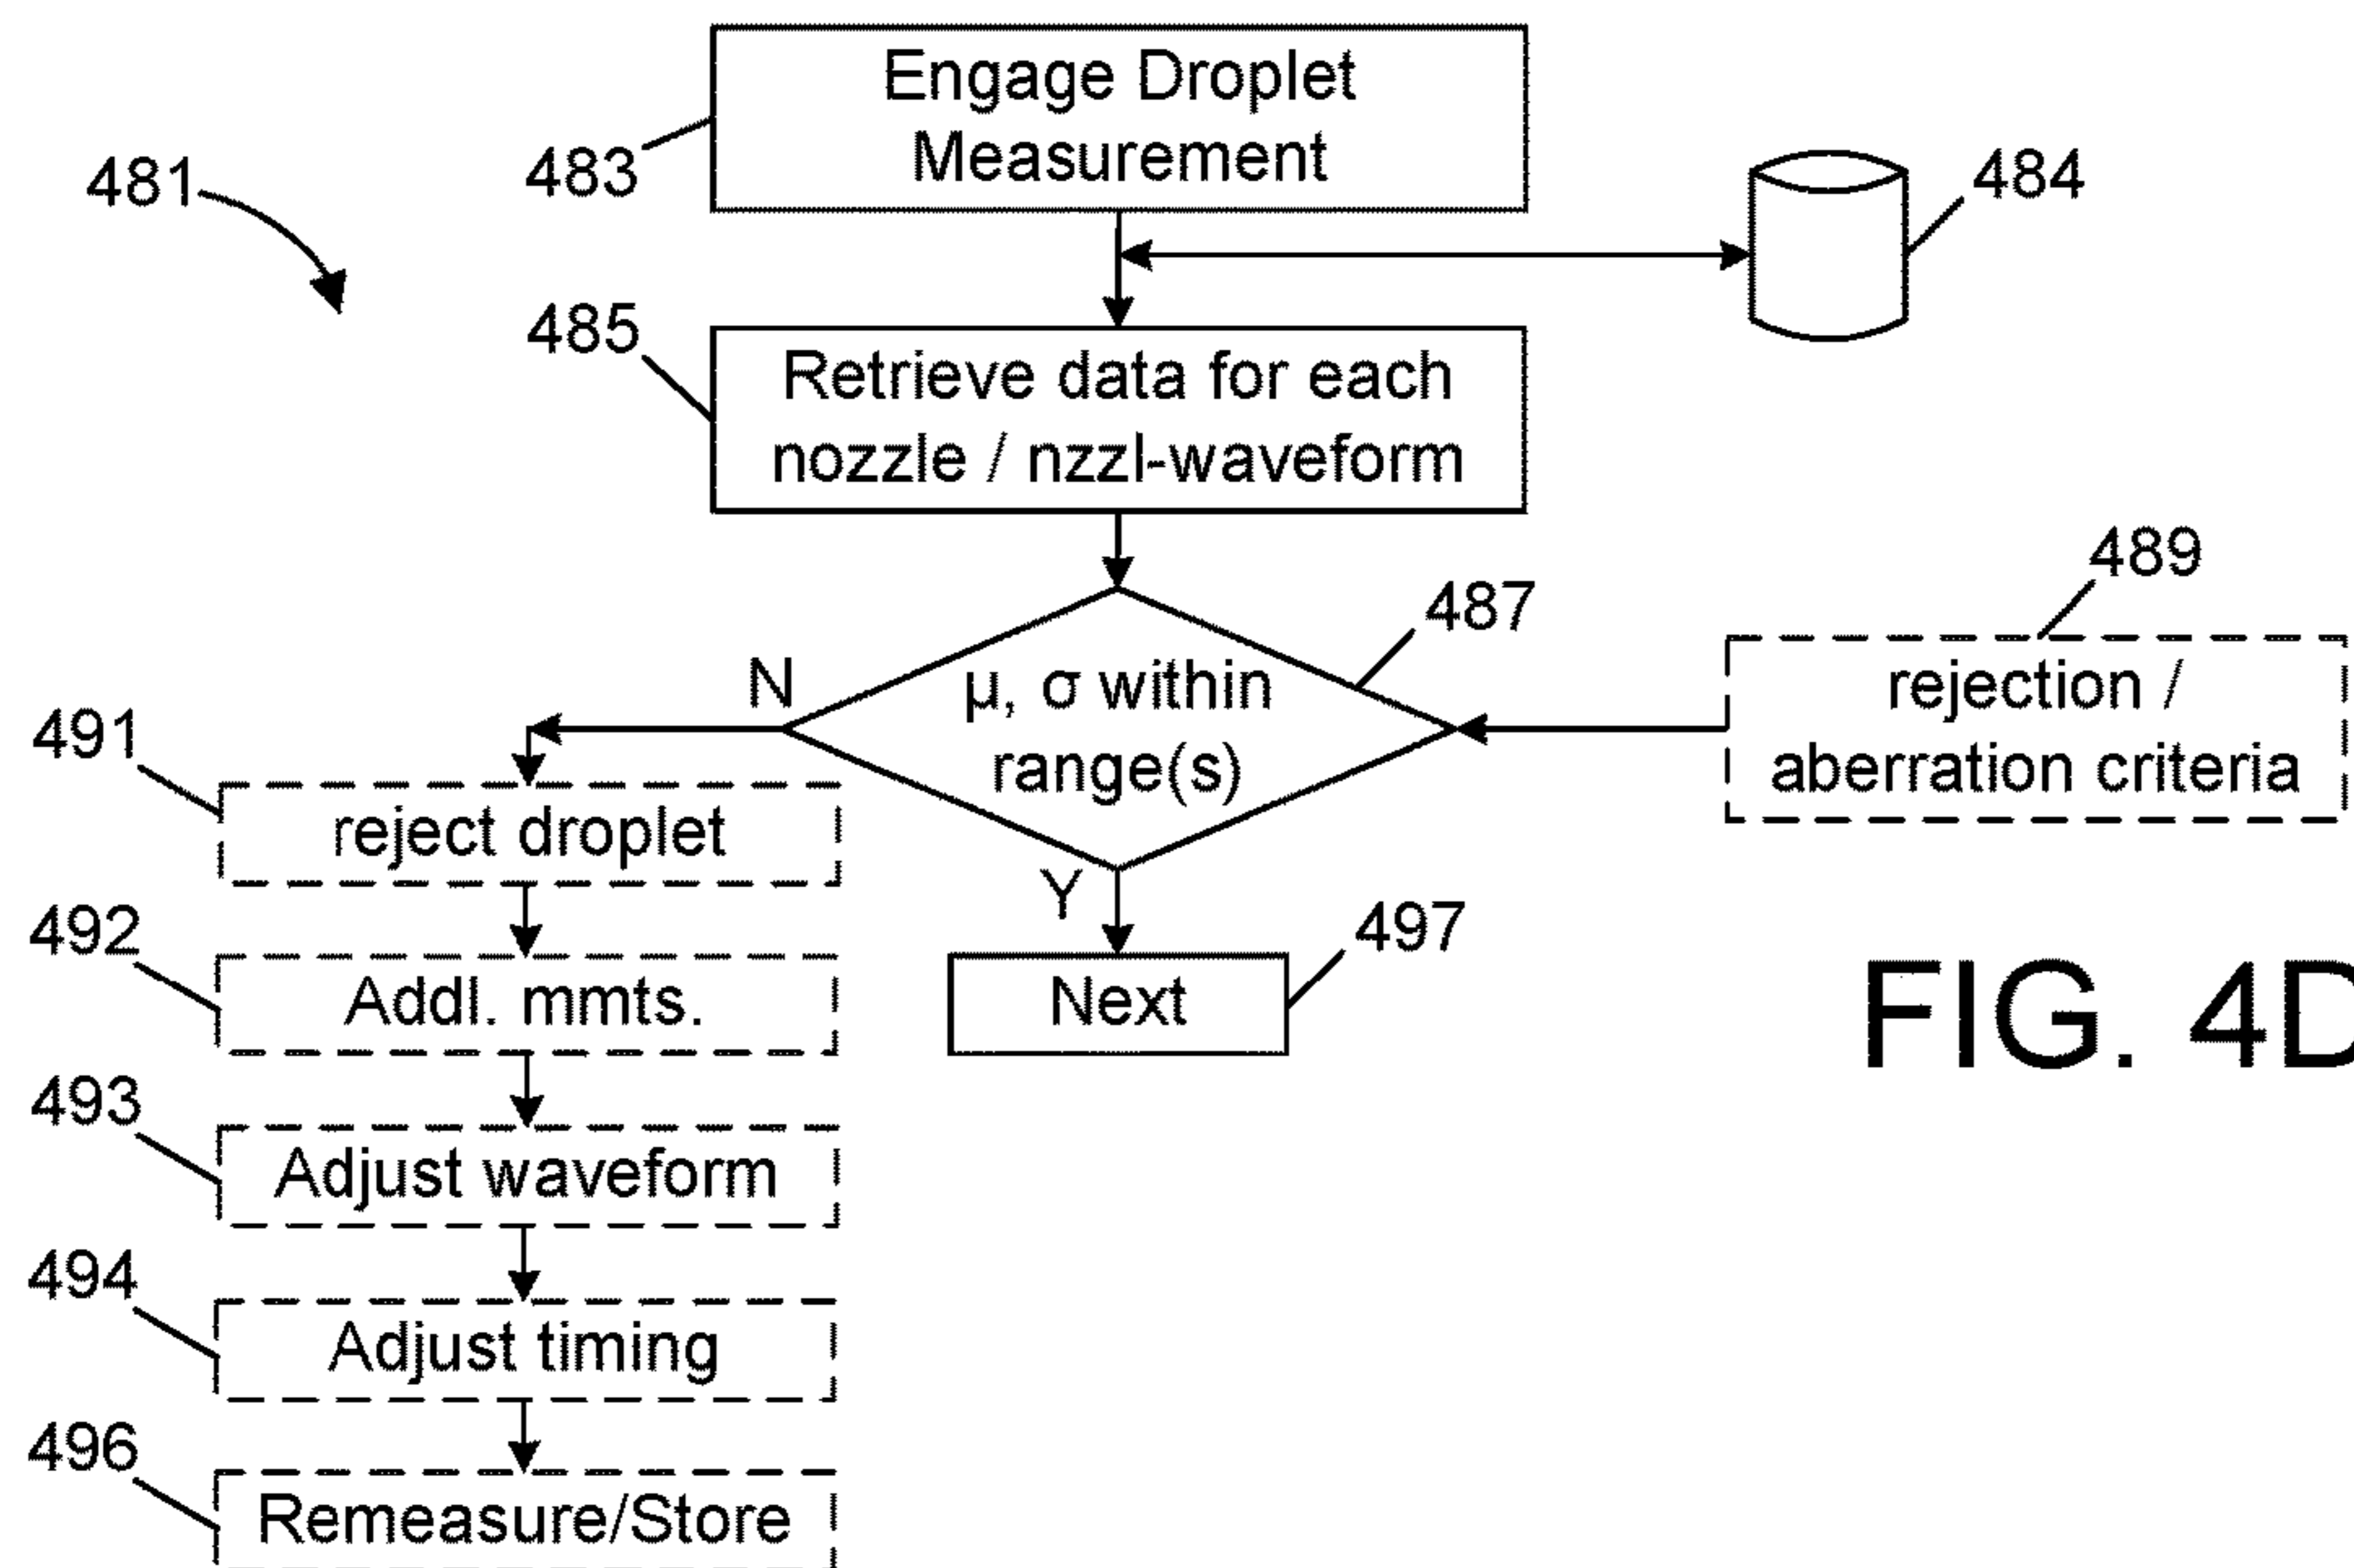 Engage Droplet
Measurement
481
483
484
485
Retrieve data for each
nozzle / nzzl-waveform
487
489
N
μ, σ within
range(s)
rejection /
aberration criteria
491
reject droplet
Y
492
Addl. mmts.
497
Next
FIG. 4D
493
Adjust waveform
494
Adjust timing
496
Remeasure/Store